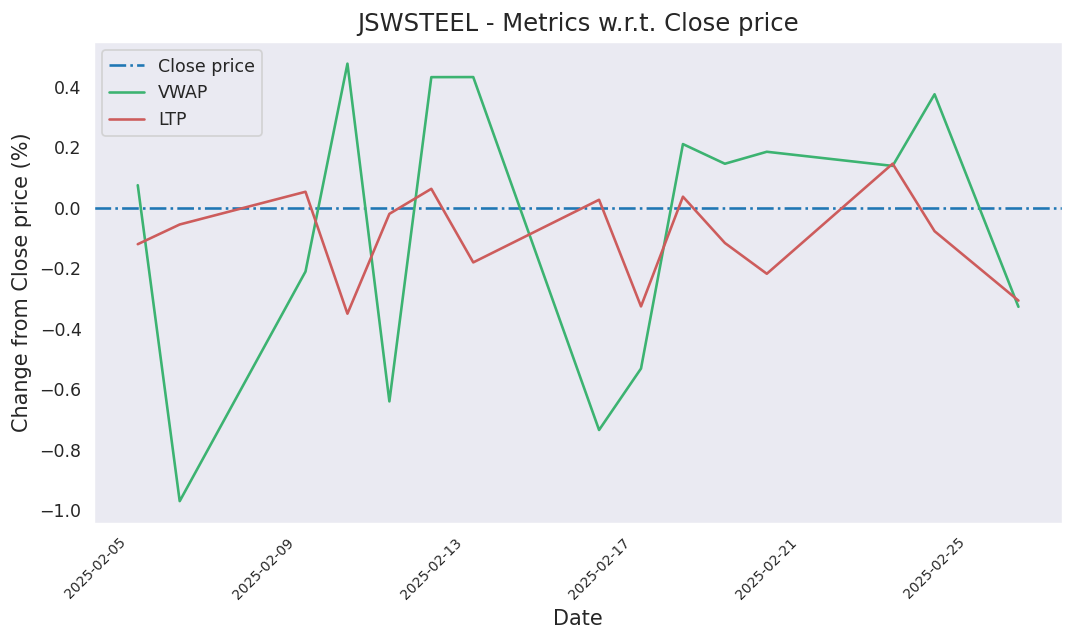 JSWSTEEL - Metrics w.r.t. Close price
Close price
VWAP
LTP
Change from Close price (%)
0.4
0.2
0.0
−0.2
−0.4
−0.6
−0.8
−1.0
2025-02-05
2025-02-09
2025-02-13
2025-02-17
2025-02-21
2025-02-25
Date